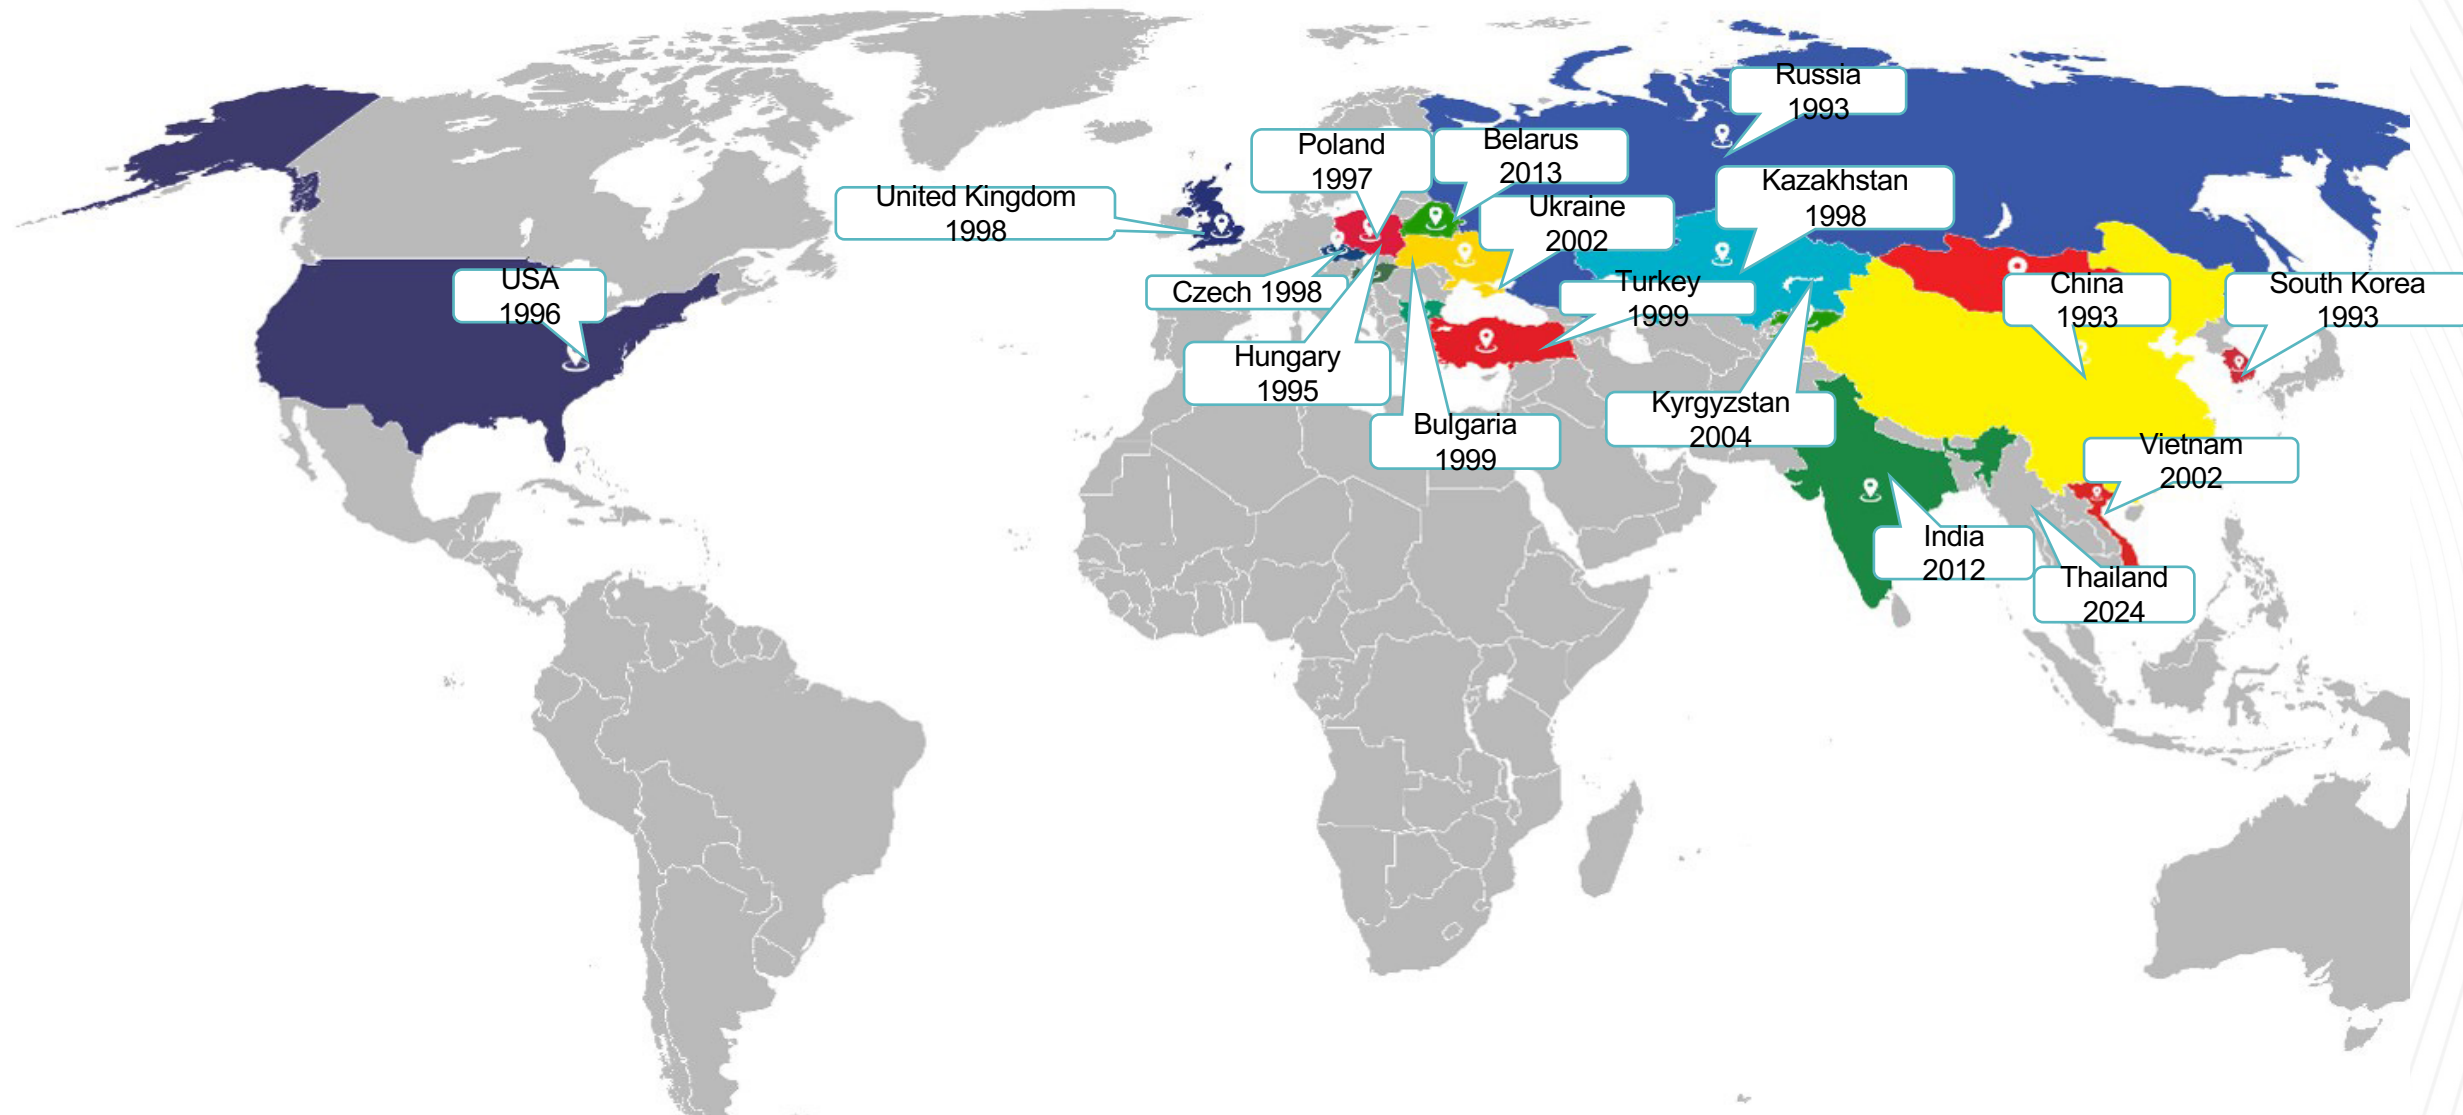 Russia
1993
Poland
1997
Belarus
2013
Kazakhstan
1998
United Kingdom
1998
Ukraine
2002
USA
1996
Czech 1998
Turkey
1999
China
1993
South Korea
1993
Hungary
1995
Kyrgyzstan
2004
Bulgaria
1999
Vietnam
2002
India
2012
Thailand
2024